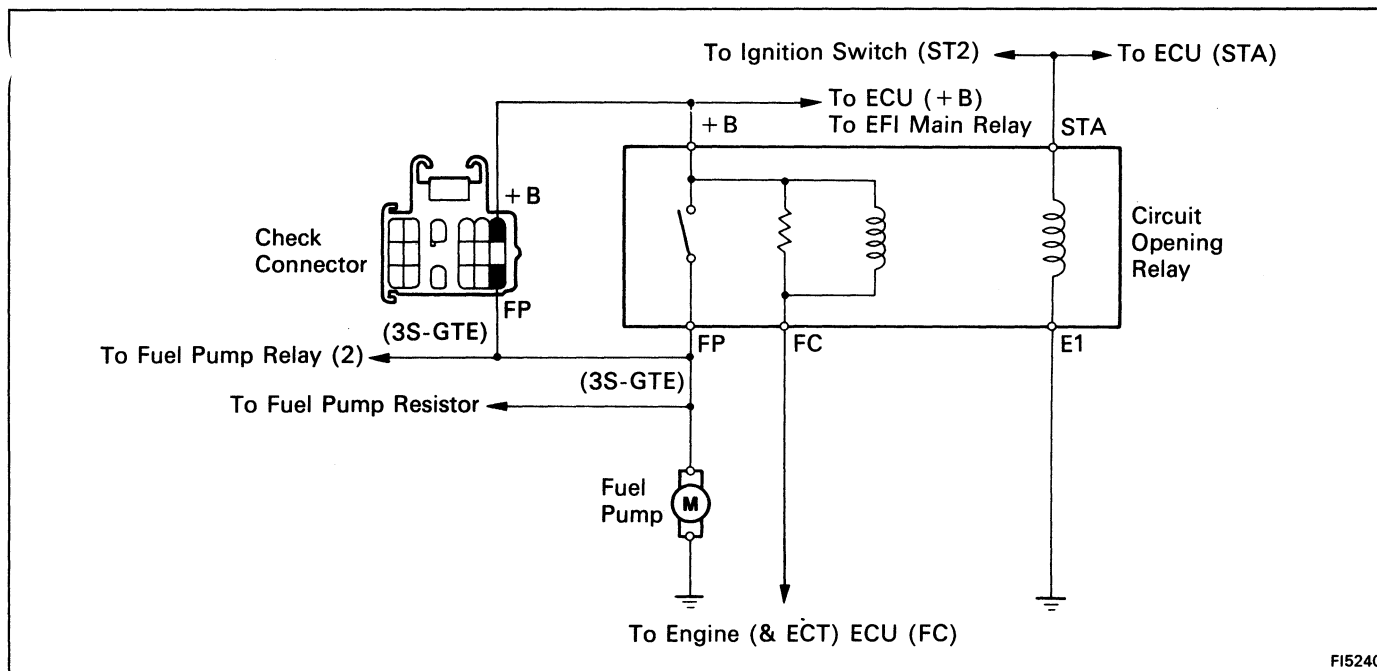 To Ignition Switch (ST2)
To ECU (STA)
To ECU (+B)
To EFI Main Relay
+B
STA
+B
Check
Connector
Circuit
Opening
Relay
FP
(3S-GTE)
FP
FC
E1
To Fuel Pump Relay (2)
(3S-GTE)
To Fuel Pump Resistor
Fuel
Pump
M
To Engine (& ECT) ECU (FC)
FI5240